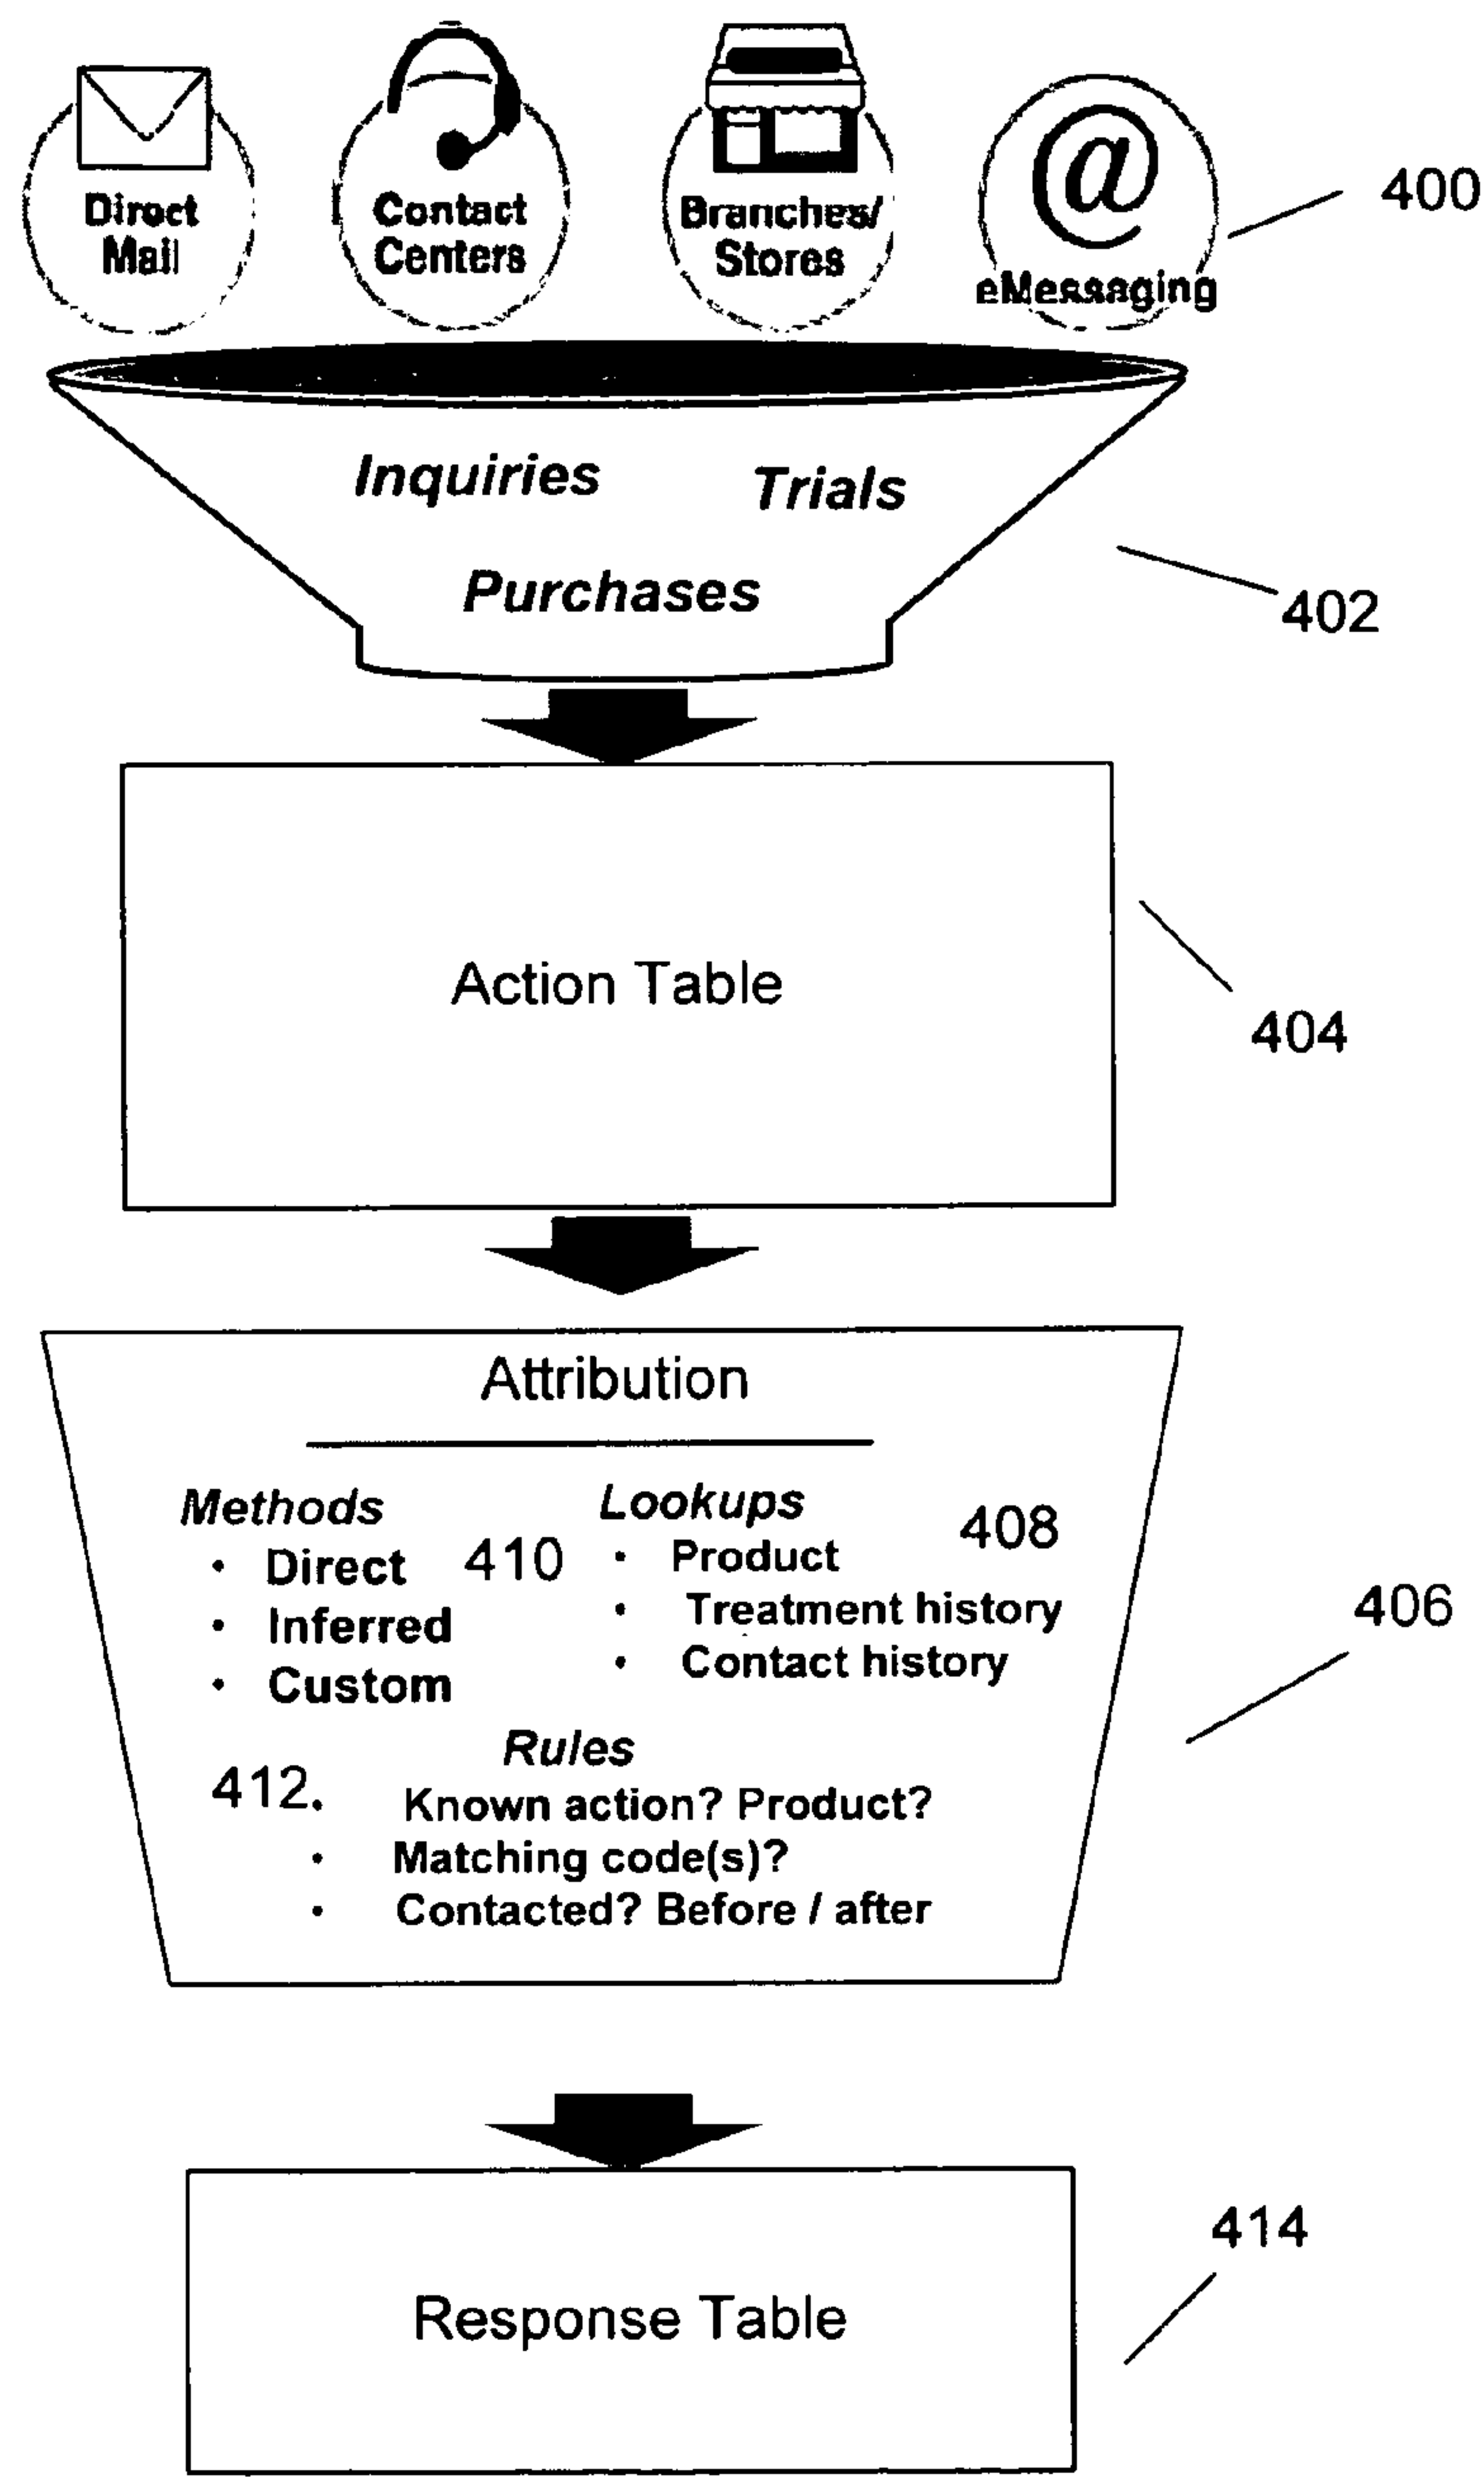 Direct
Mail
Contact
Centers
Branches/
Stores
@
eMessaging
400
Inquiries
Trials
Purchases
402
Action Table
404
Attribution
Methods
• Direct
• Inferred
• Custom
410
Lookups
408
• Product
• Treatment history
• Contact history
406
Rules
412
• Known action? Product?
• Matching code(s)?
• Contacted? Before / after
414
Response Table